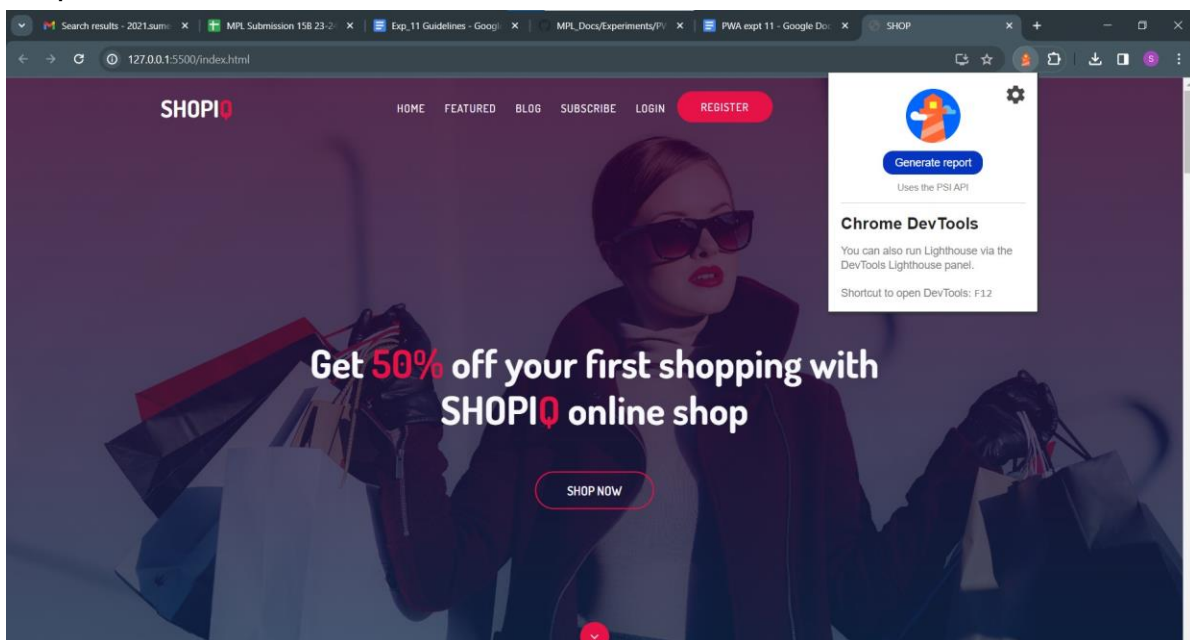 Search results - 2021.sume
MPL Submission 15B 23-2
Exp_11 Guidelines - Googl
MPL_Docs/Experiments/PV
PWA expt 11 - Google Doc
SHOP
127.0.0.1:5500/index.html
S
SHOPIQ
HOME FEATURED BLOG SUBSCRIBE LOGIN REGISTER
Generate report
Uses the PSI API
Chrome DevTools
You can also run Lighthouse via the
DevTools Lighthouse panel.
Shortcut to open DevTools: F12
Get 50% off your first shopping with
SHOPIQ online shop
SHOP NOW